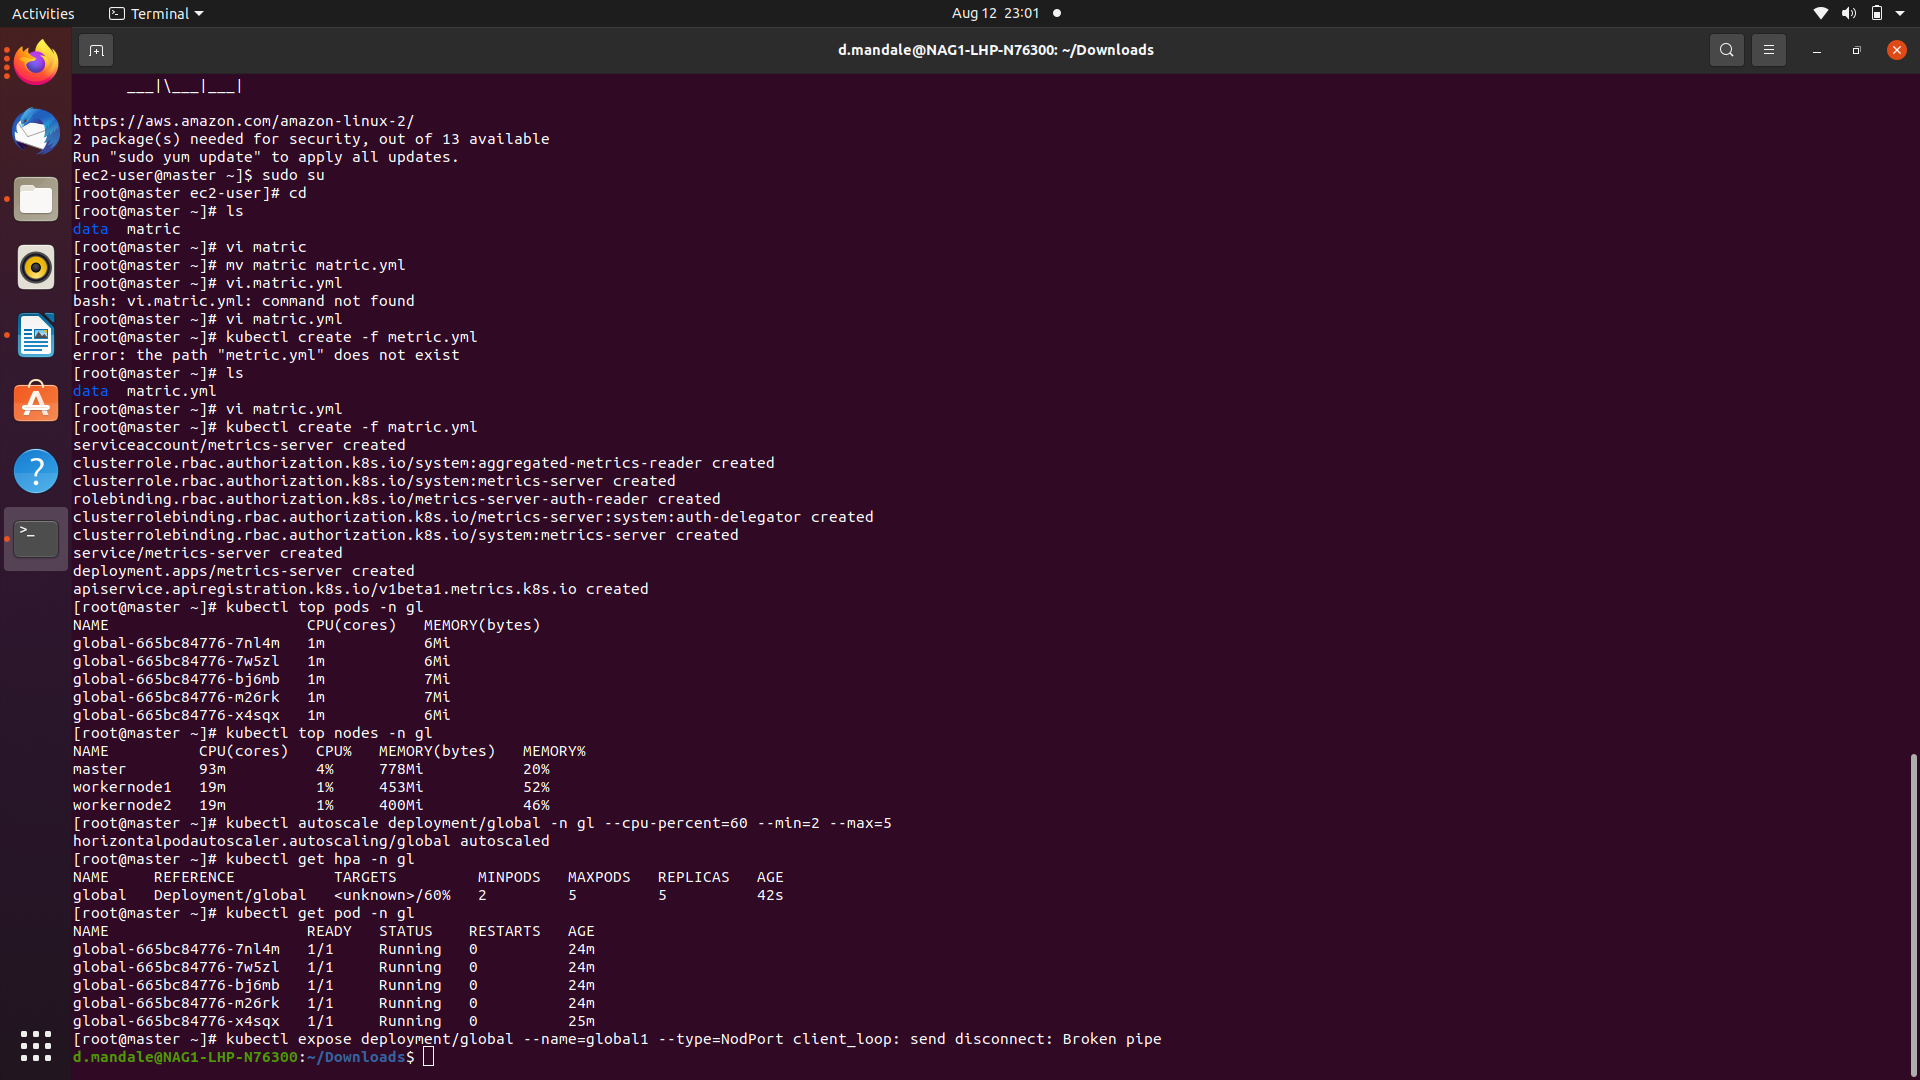 Activities Terminal Aug 12 23:01
d.mandale@NAG1-LHP-N76300: ~/Downloads
___|\___|___|
https://aws.amazon.com/amazon-linux-2/
2 package(s) needed for security, out of 13 available
Run "sudo yum update" to apply all updates.
[ec2-user@master ~]$ sudo su
[root@master ec2-user]# cd
[root@master ~]# ls
data  matric
[root@master ~]# vi matric
[root@master ~]# mv matric matric.yml
[root@master ~]# vi.matric.yml
bash: vi.matric.yml: command not found
[root@master ~]# vi matric.yml
[root@master ~]# kubectl create -f metric.yml
error: the path "metric.yml" does not exist
[root@master ~]# ls
data  matric.yml
[root@master ~]# vi matric.yml
[root@master ~]# kubectl create -f matric.yml
serviceaccount/metrics-server created
clusterrole.rbac.authorization.k8s.io/system:aggregated-metrics-reader created
clusterrole.rbac.authorization.k8s.io/system:metrics-server created
rolebinding.rbac.authorization.k8s.io/metrics-server-auth-reader created
clusterrolebinding.rbac.authorization.k8s.io/metrics-server:system:auth-delegator created
clusterrolebinding.rbac.authorization.k8s.io/system:metrics-server created
service/metrics-server created
deployment.apps/metrics-server created
apiservice.apiregistration.k8s.io/v1beta1.metrics.k8s.io created
[root@master ~]# kubectl top pods -n gl
NAME                      CPU(cores)   MEMORY(bytes)
global-665bc84776-7nl4m   1m           6Mi
global-665bc84776-7w5zl   1m           6Mi
global-665bc84776-bj6mb   1m           7Mi
global-665bc84776-m26rk   1m           7Mi
global-665bc84776-x4sqx   1m           6Mi
[root@master ~]# kubectl top nodes -n gl
NAME          CPU(cores)   CPU%   MEMORY(bytes)   MEMORY%
master        93m          4%     778Mi           20%
workernode1   19m          1%     453Mi           52%
workernode2   19m          1%     400Mi           46%
[root@master ~]# kubectl autoscale deployment/global -n gl --cpu-percent=60 --min=2 --max=5
horizontalpodautoscaler.autoscaling/global autoscaled
[root@master ~]# kubectl get hpa -n gl
NAME     REFERENCE           TARGETS         MINPODS   MAXPODS   REPLICAS   AGE
global   Deployment/global   <unknown>/60%   2         5         5          42s
[root@master ~]# kubectl get pod -n gl
NAME                      READY   STATUS    RESTARTS   AGE
global-665bc84776-7nl4m   1/1     Running   0          24m
global-665bc84776-7w5zl   1/1     Running   0          24m
global-665bc84776-bj6mb   1/1     Running   0          24m
global-665bc84776-m26rk   1/1     Running   0          24m
global-665bc84776-x4sqx   1/1     Running   0          25m
[root@master ~]# kubectl expose deployment/global --name=global1 --type=NodPort client_loop: send disconnect: Broken pipe
d.mandale@NAG1-LHP-N76300:~/Downloads$